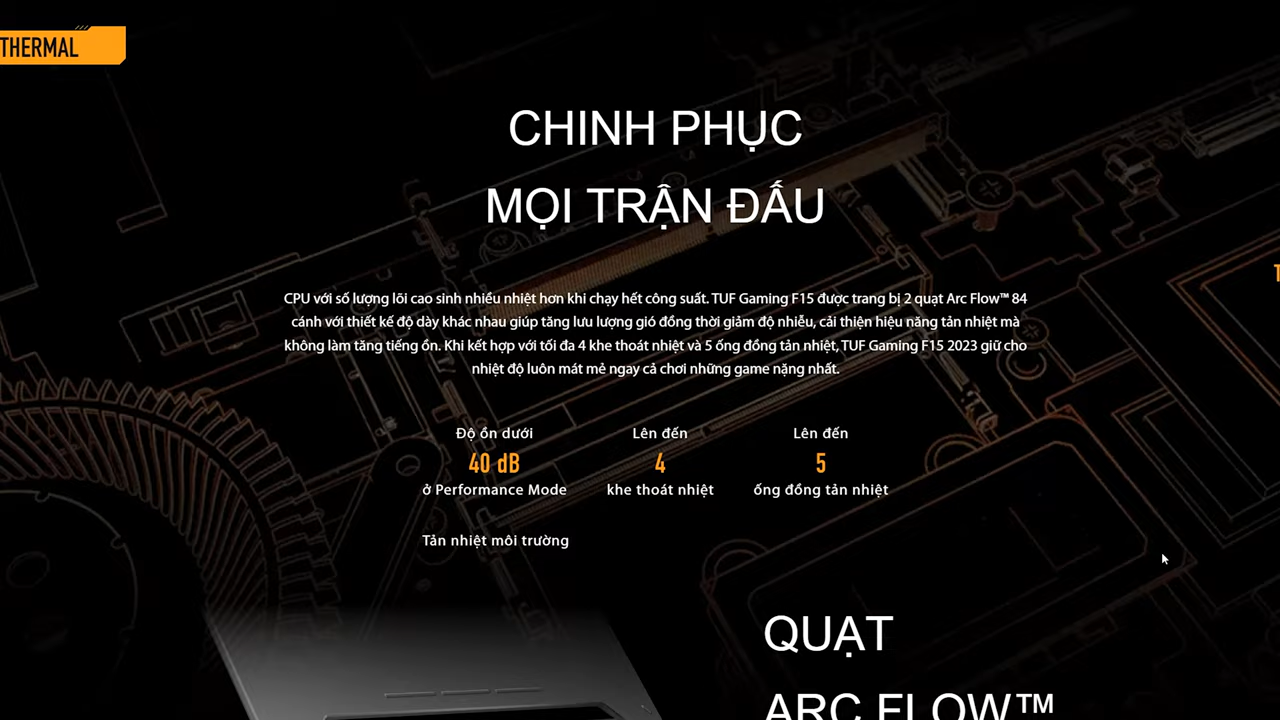 THERMAL
CHINH PHỤC
MỌI TRẬN ĐẤU
CPU với số lượng lõi cao sinh nhiều nhiệt hơn khi chạy hết công suất. TUF Gaming F15 được trang bị 2 quạt Arc Flow™ 84
cánh với thiết kế độ dày khác nhau giúp tăng lưu lượng gió đồng thời giảm độ nhiễu, cải thiện hiệu năng tản nhiệt mà
không làm tăng tiếng ồn. Khi kết hợp với tối đa 4 khe thoát nhiệt và 5 ống đồng tản nhiệt, TUF Gaming F15 2023 giữ cho
nhiệt độ luôn mát mẻ ngay cả chơi những game nặng nhất.
Độ ồn dưới
40 dB
ở Performance Mode
Lên đến
4
khe thoát nhiệt
Lên đến
5
ống đồng tản nhiệt
Tản nhiệt môi trường
QUẠT
ARC FLOW™